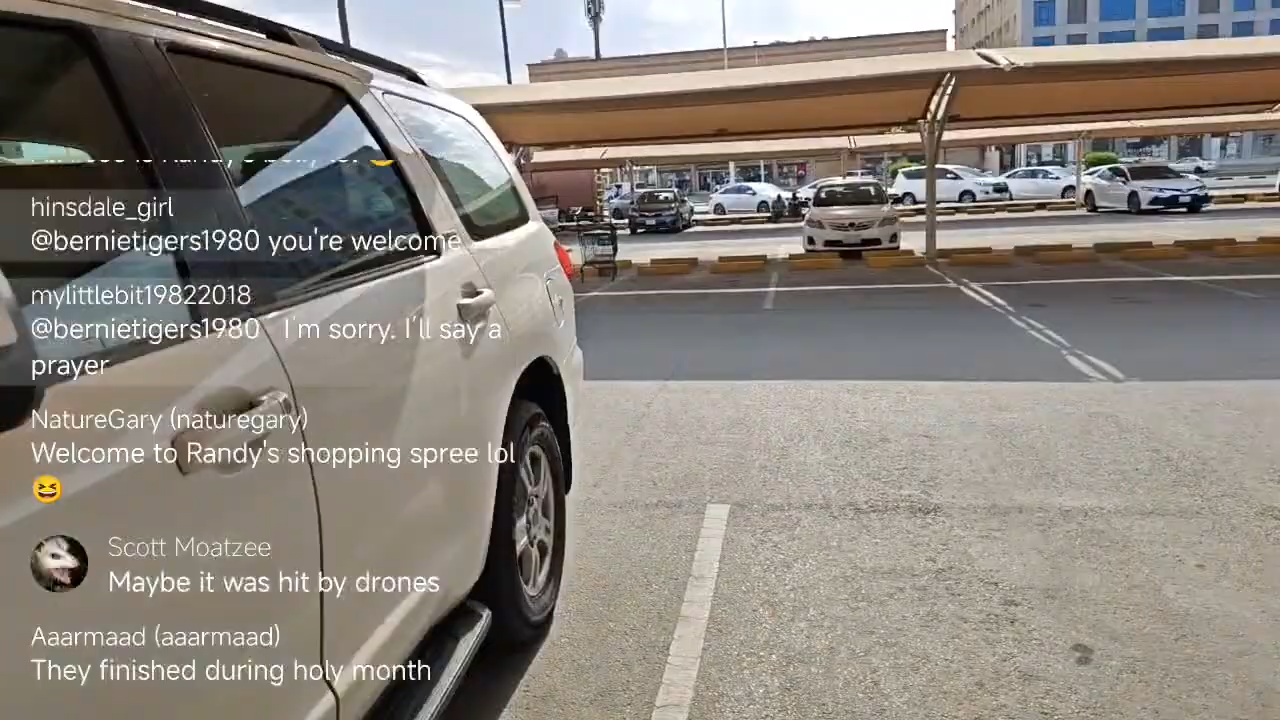 hinsdale_girl
@bernietigers1980 you're welcome
mylittlebit19822018
@bernietigers1980 I'm sorry. I'll say a
prayer
NatureGary (naturegary)
Welcome to Randy's shopping spree lol
😆
Scott Moatzee
Maybe it was hit by drones
Aaarmaad (aaarmaad)
They finished during holy month